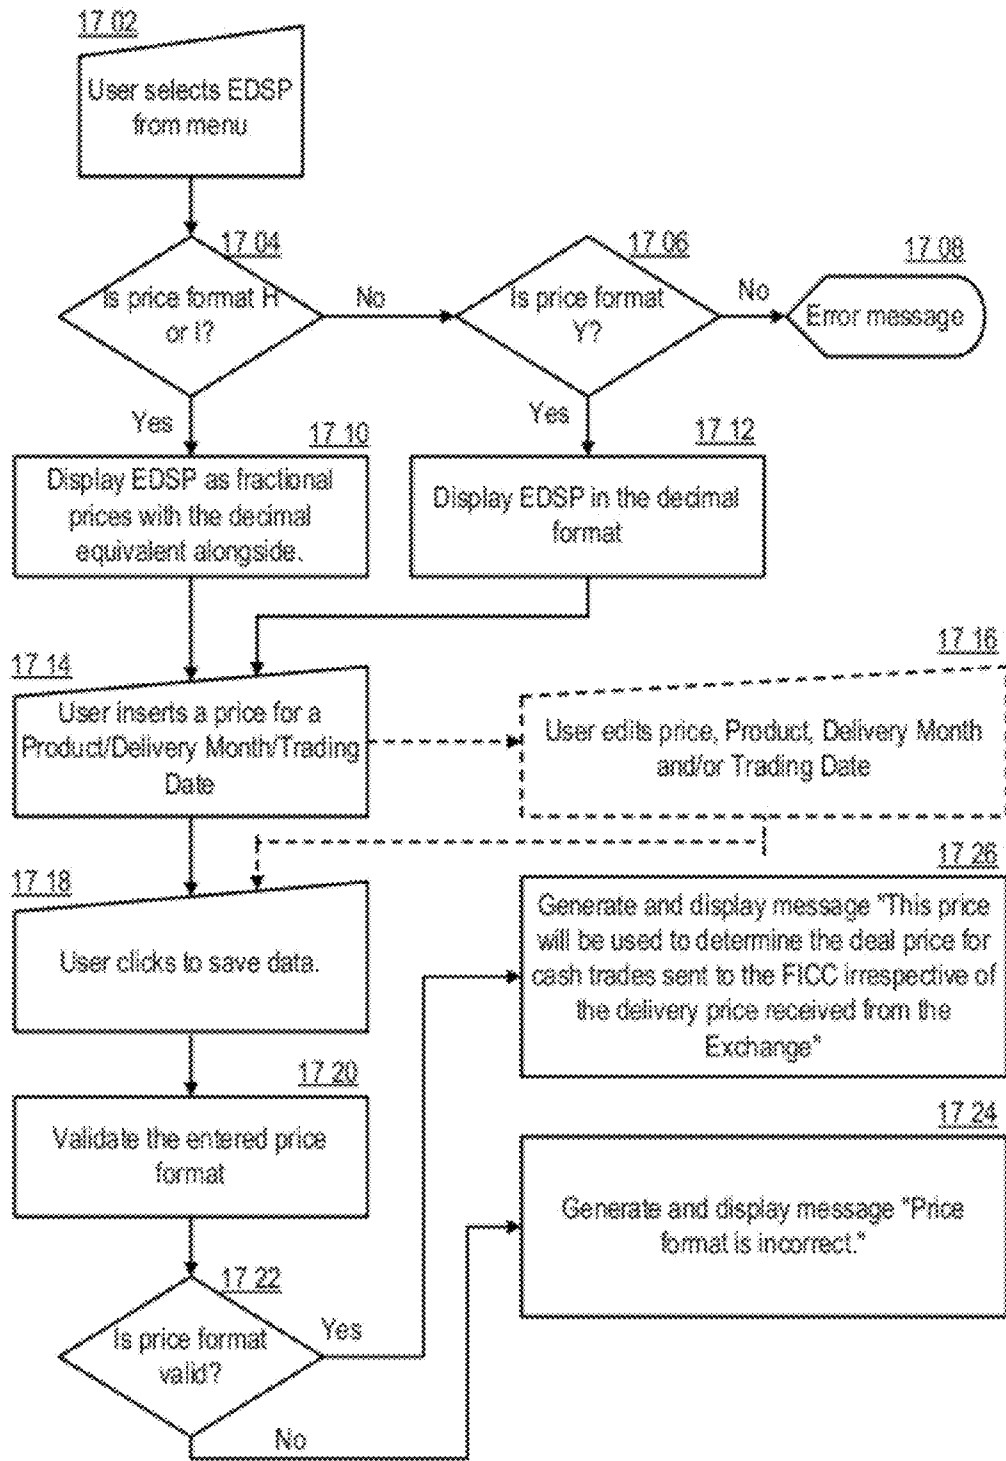 17.02
User selects EDSP
from menu
17.04
Is price format H
or I?
No
17.06
Is price format
Y?
No
17.08
Error message
Yes
Yes
17.10
Display EDSP as fractional
prices with the decimal
equivalent alongside.
17.12
Display EDSP in the decimal
format
17.14
User inserts a price for a
Product/Delivery Month/Trading
Date
17.16
User edits price, Product, Delivery Month
and/or Trading Date
17.18
User clicks to save data.
17.26
Generate and display message "This price
will be used to determine the deal price for
cash trades sent to the FICC irrespective of
the delivery price received from the
Exchange"
17.20
Validate the entered price
format
17.24
Generate and display message "Price
format is incorrect."
17.22
Is price format
valid?
Yes
No